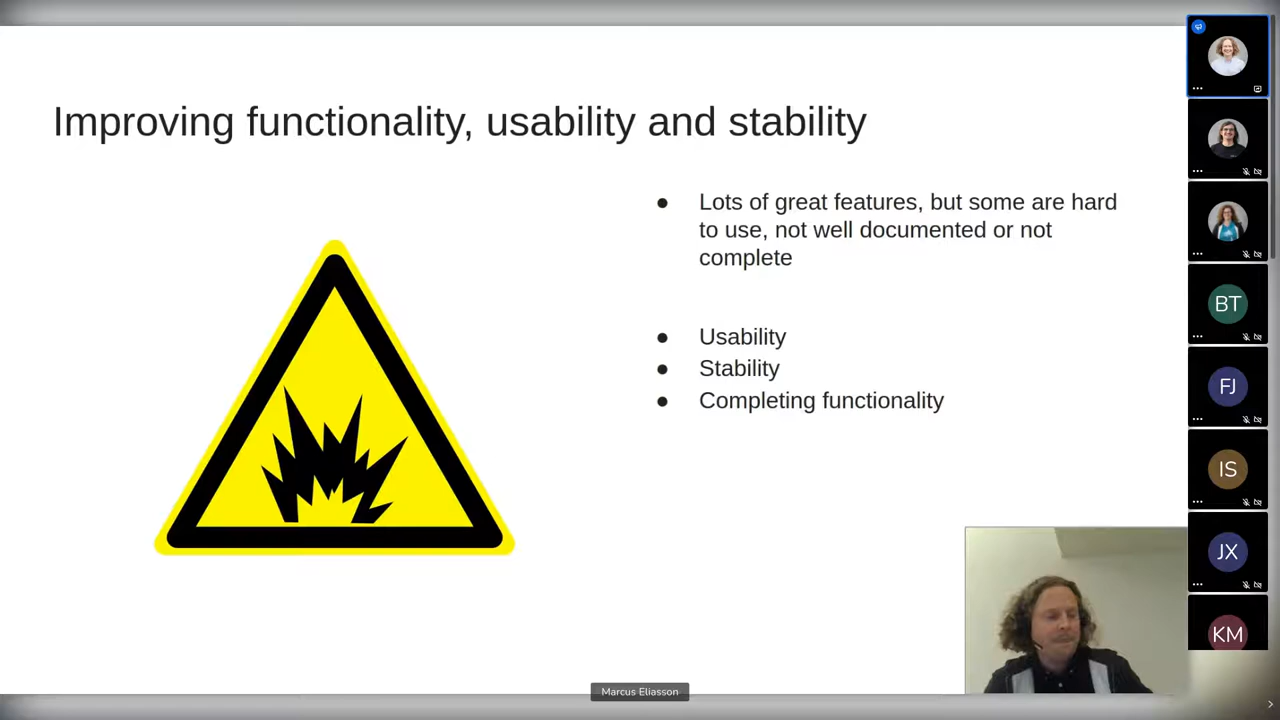 Improving functionality, usability and stability
● Lots of great features, but some are hard
to use, not well documented or not
complete
● Usability
● Stability
● Completing functionality
BT
FJ
IS
JX
KM
Marcus Eliasson